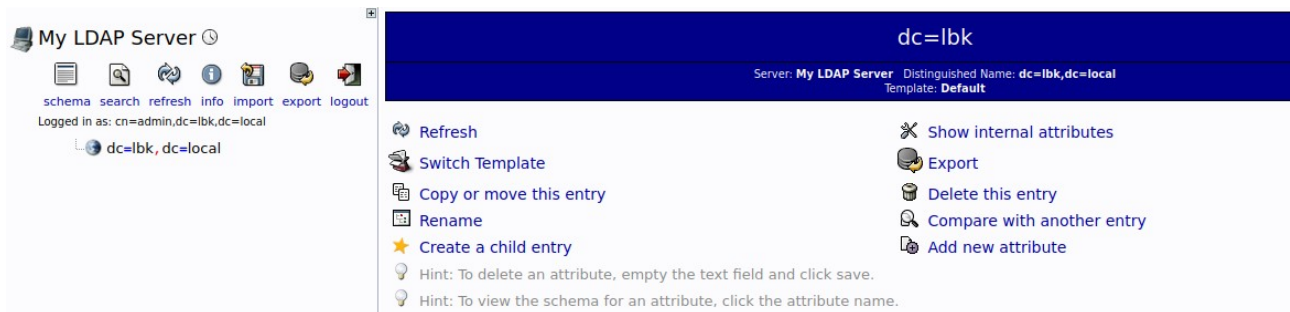 My LDAP Server
schema search refresh info import export logout
Logged in as: cn=admin,dc=lbk,dc=local
dc=lbk,dc=local
dc=lbk
Server: My LDAP Server Distinguished Name: dc=lbk,dc=local
Template: Default
Refresh
Switch Template
Copy or move this entry
Rename
Create a child entry
Hint: To delete an attribute, empty the text field and click save.
Hint: To view the schema for an attribute, click the attribute name.
Show internal attributes
Export
Delete this entry
Compare with another entry
Add new attribute